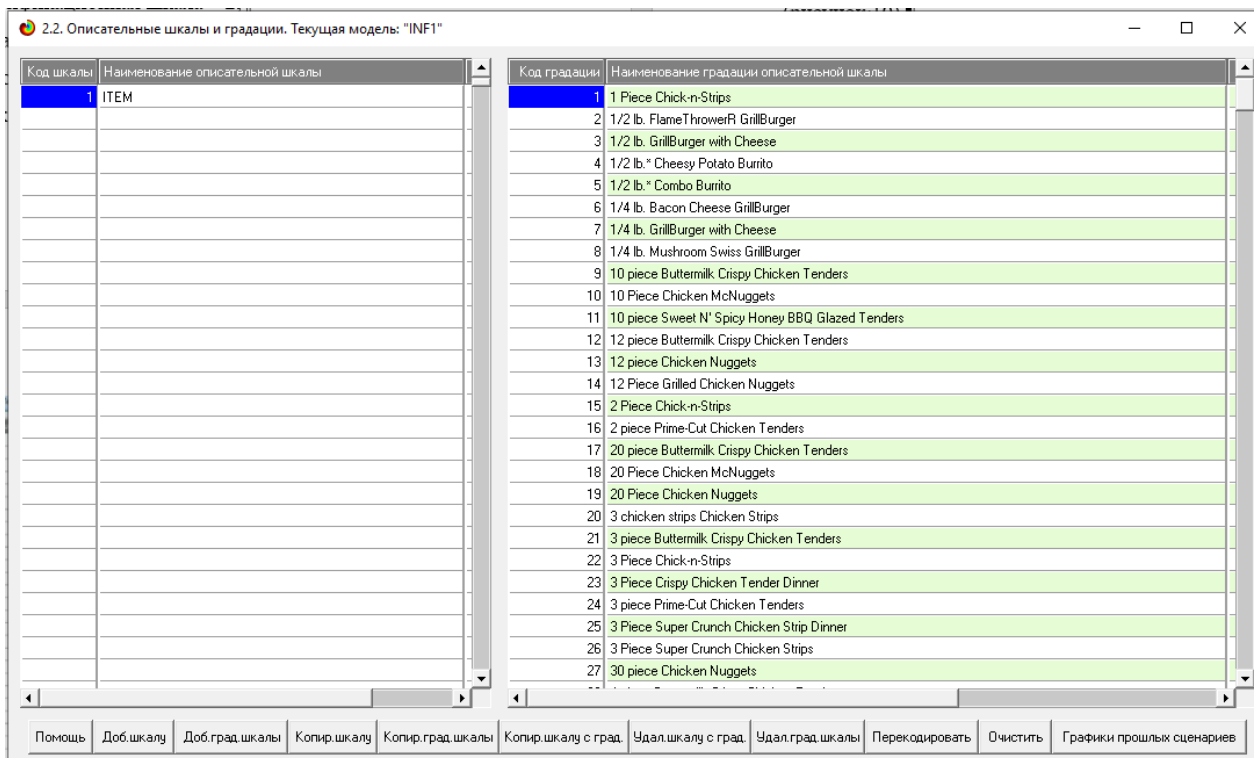 2.2. Описательные шкалы и градации. Текущая модель: "INF1"
Код шкалы Наименование описательной шкалы
1 ITEM
Код градации Наименование градации описательной шкалы
1 1 Piece Chick-n-Strips
2 1/2 lb. FlameThrowerR GrillBurger
3 1/2 lb. GrillBurger with Cheese
4 1/2 lb.* Cheesy Potato Burrito
5 1/2 lb.* Combo Burrito
6 1/4 lb. Bacon Cheese GrillBurger
7 1/4 lb. GrillBurger with Cheese
8 1/4 lb. Mushroom Swiss GrillBurger
9 10 piece Buttermilk Crispy Chicken Tenders
10 10 Piece Chicken McNuggets
11 10 piece Sweet N' Spicy Honey BBQ Glazed Tenders
12 12 piece Buttermilk Crispy Chicken Tenders
13 12 piece Chicken Nuggets
14 12 Piece Grilled Chicken Nuggets
15 2 Piece Chick-n-Strips
16 2 piece Prime-Cut Chicken Tenders
17 20 piece Buttermilk Crispy Chicken Tenders
18 20 Piece Chicken McNuggets
19 20 Piece Chicken Nuggets
20 3 chicken strips Chicken Strips
21 3 piece Buttermilk Crispy Chicken Tenders
22 3 Piece Chick-n-Strips
23 3 Piece Crispy Chicken Tender Dinner
24 3 piece Prime-Cut Chicken Tenders
25 3 Piece Super Crunch Chicken Strip Dinner
26 3 Piece Super Crunch Chicken Strips
27 30 piece Chicken Nuggets
Помощь Доб.шкалу Доб.град.шкалы Копир.шкалу Копир.град.шкалы Копир.шкалу с град. Удал.шкалу с град. Удал.град.шкалы Перекодировать Очистить Графики прошлых сценариев